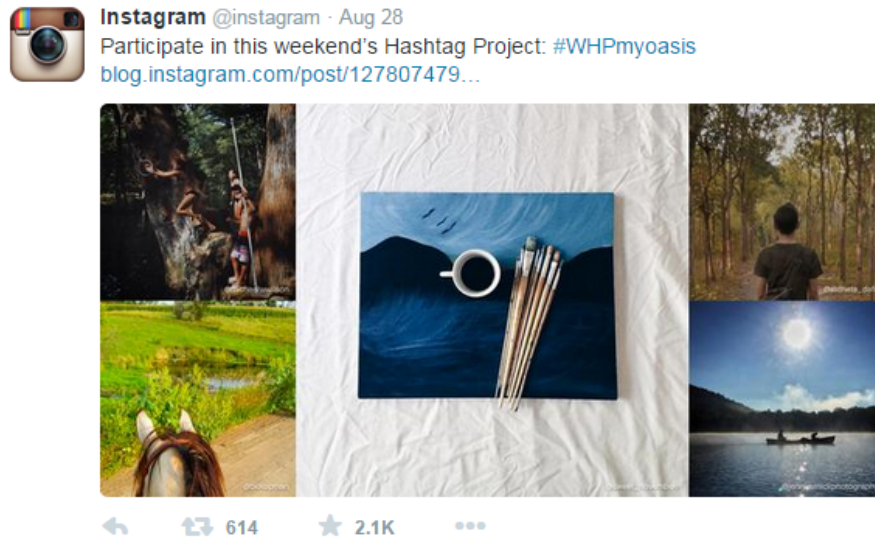 Instagram @instagram · Aug 28
Participate in this weekend's Hashtag Project: #WHPmyoasis
blog.instagram.com/post/127807479…
614 2.1K